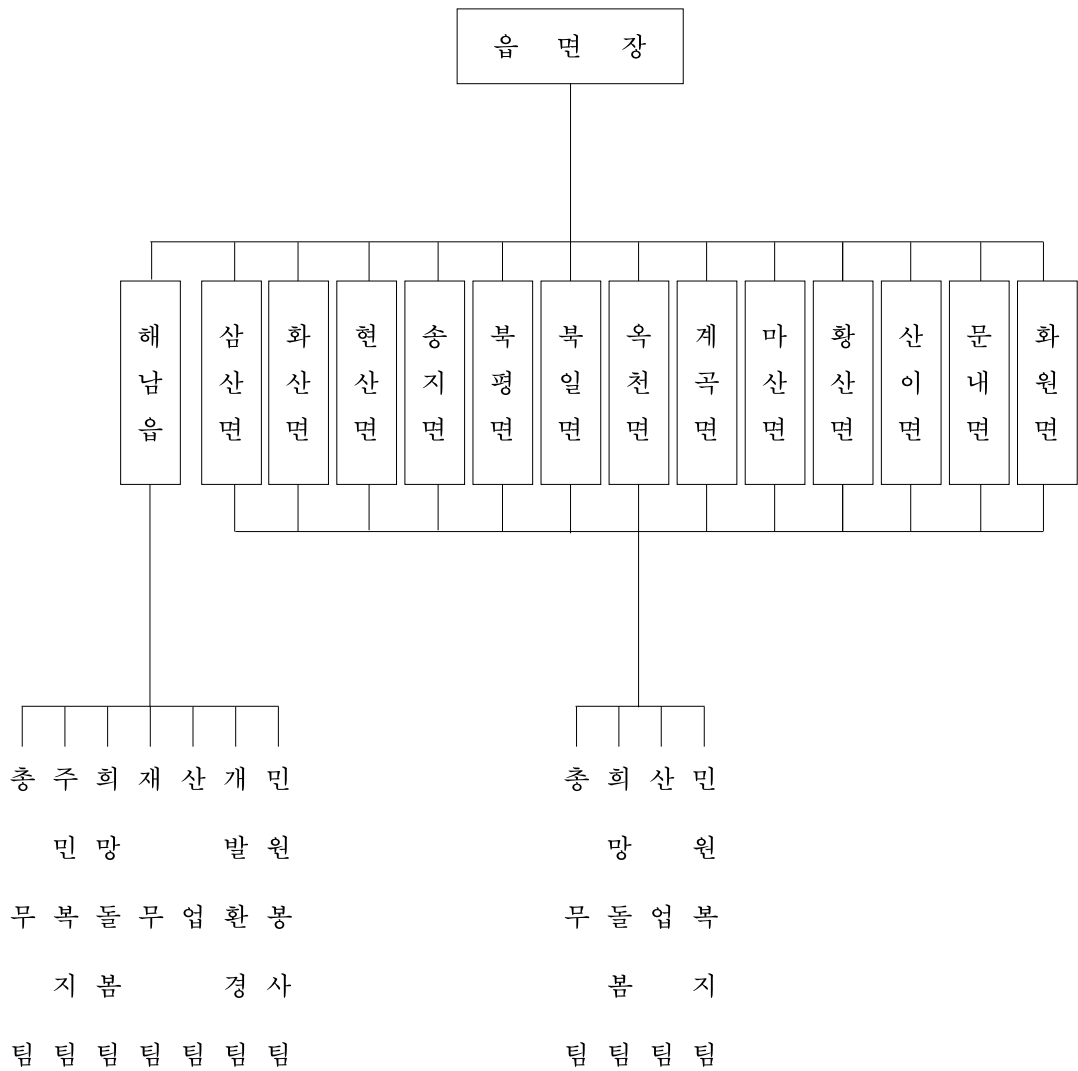 읍 면 장
해남읍
삼산면
화산면
현산면
송지면
북평면
북일면
옥천면
계곡면
마산면
황산면
산이면
문내면
화원면
총무팀
주민복지팀
희망돌봄팀
재무팀
산업팀
개발환경팀
민원봉사팀
총무팀
희망돌봄팀
산업팀
민원복지팀